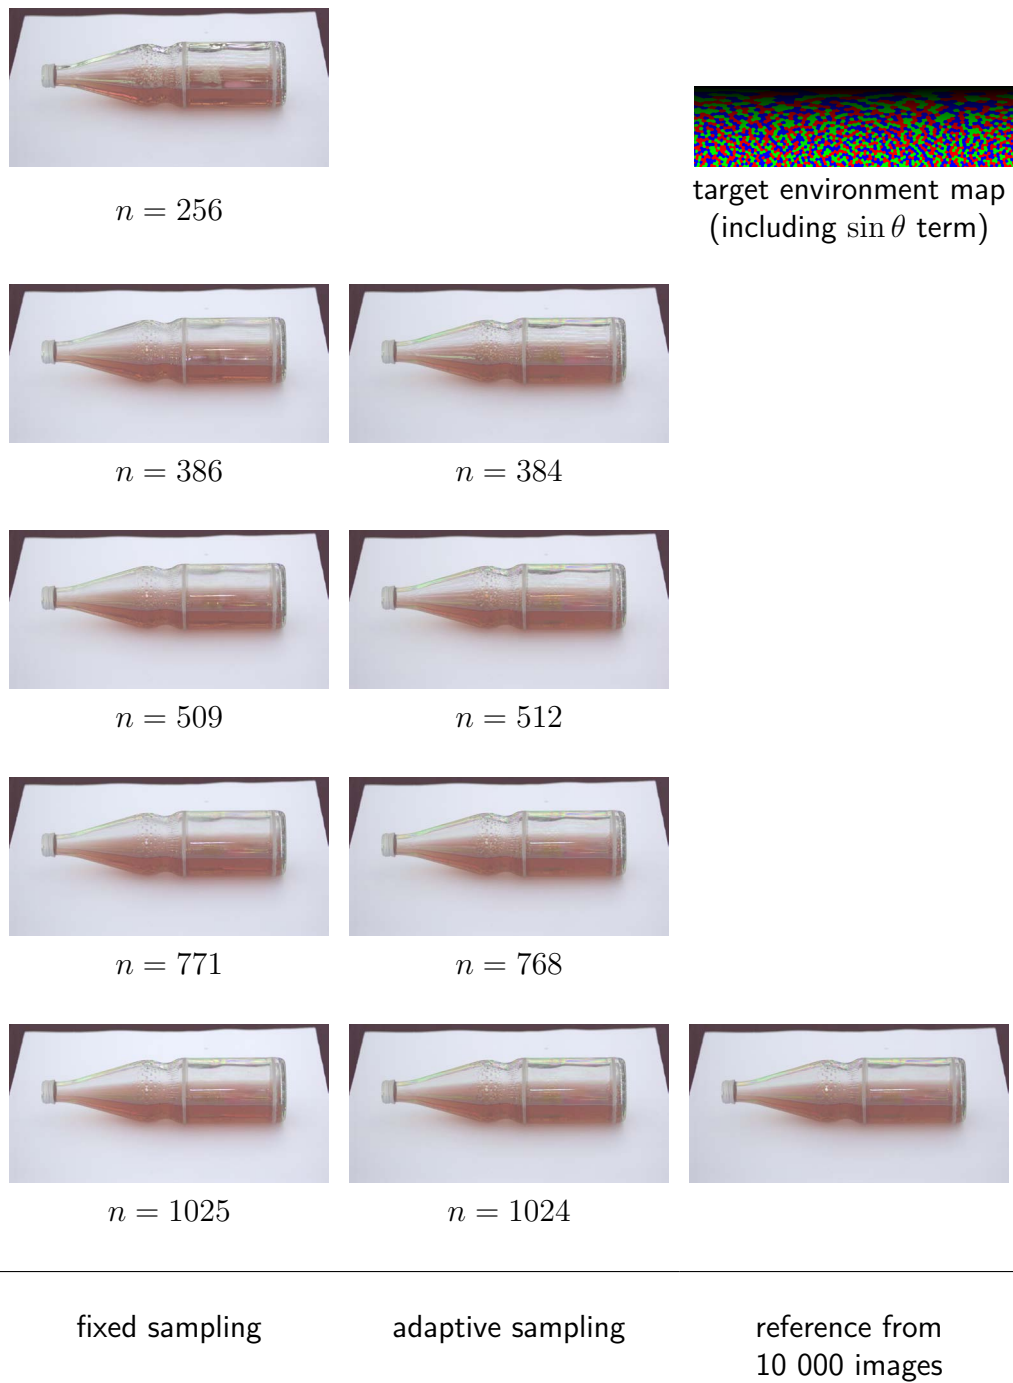 n = 256
target environment map
(including sin θ term)
n = 386
n = 384
n = 509
n = 512
n = 771
n = 768
n = 1025
n = 1024
fixed sampling
adaptive sampling
reference from
10 000 images